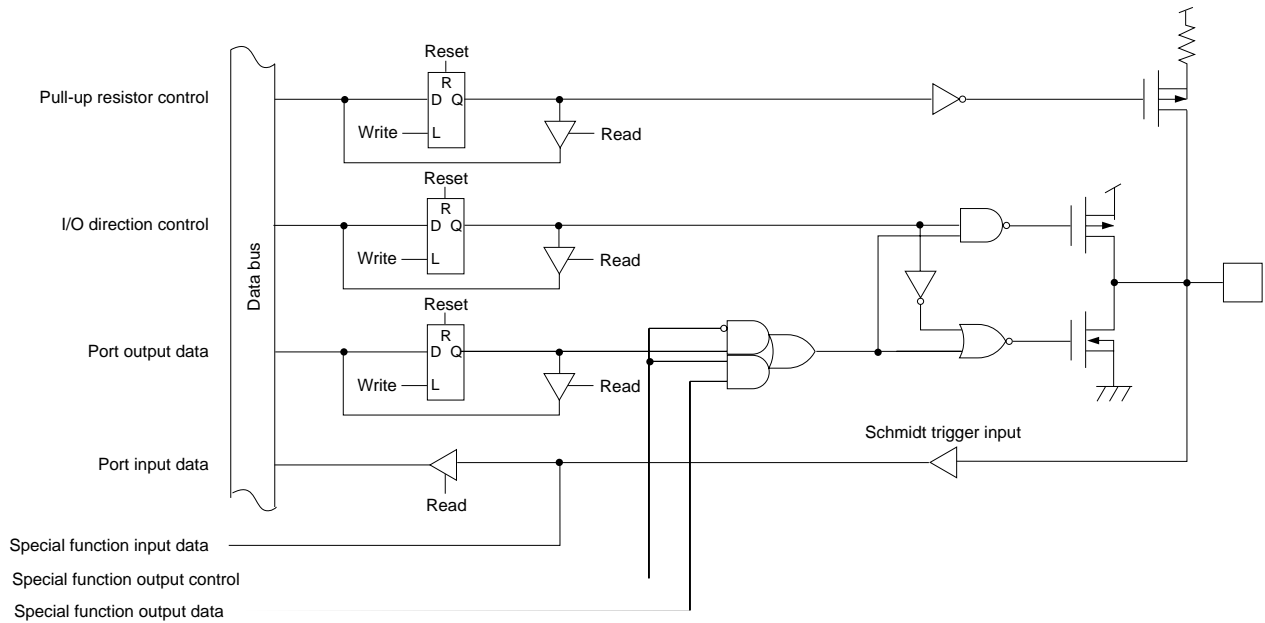 Reset
Pull-up resistor control
R
D Q
Write
L
Read
Reset
I/O direction control
R
D Q
Write
L
Read
Data bus
Reset
Port output data
R
D Q
Write
L
Read
Schmidt trigger input
Port input data
Read
Special function input data
Special function output control
Special function output data